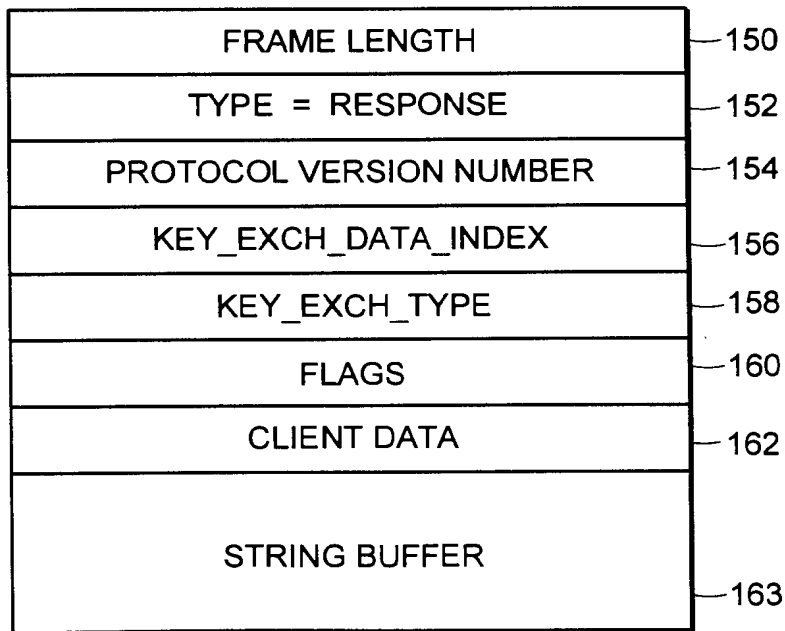 FRAME LENGTH 150
TYPE = RESPONSE 152
PROTOCOL VERSION NUMBER 154
KEY_EXCH_DATA_INDEX 156
KEY_EXCH_TYPE 158
FLAGS 160
CLIENT DATA 162
STRING BUFFER
163